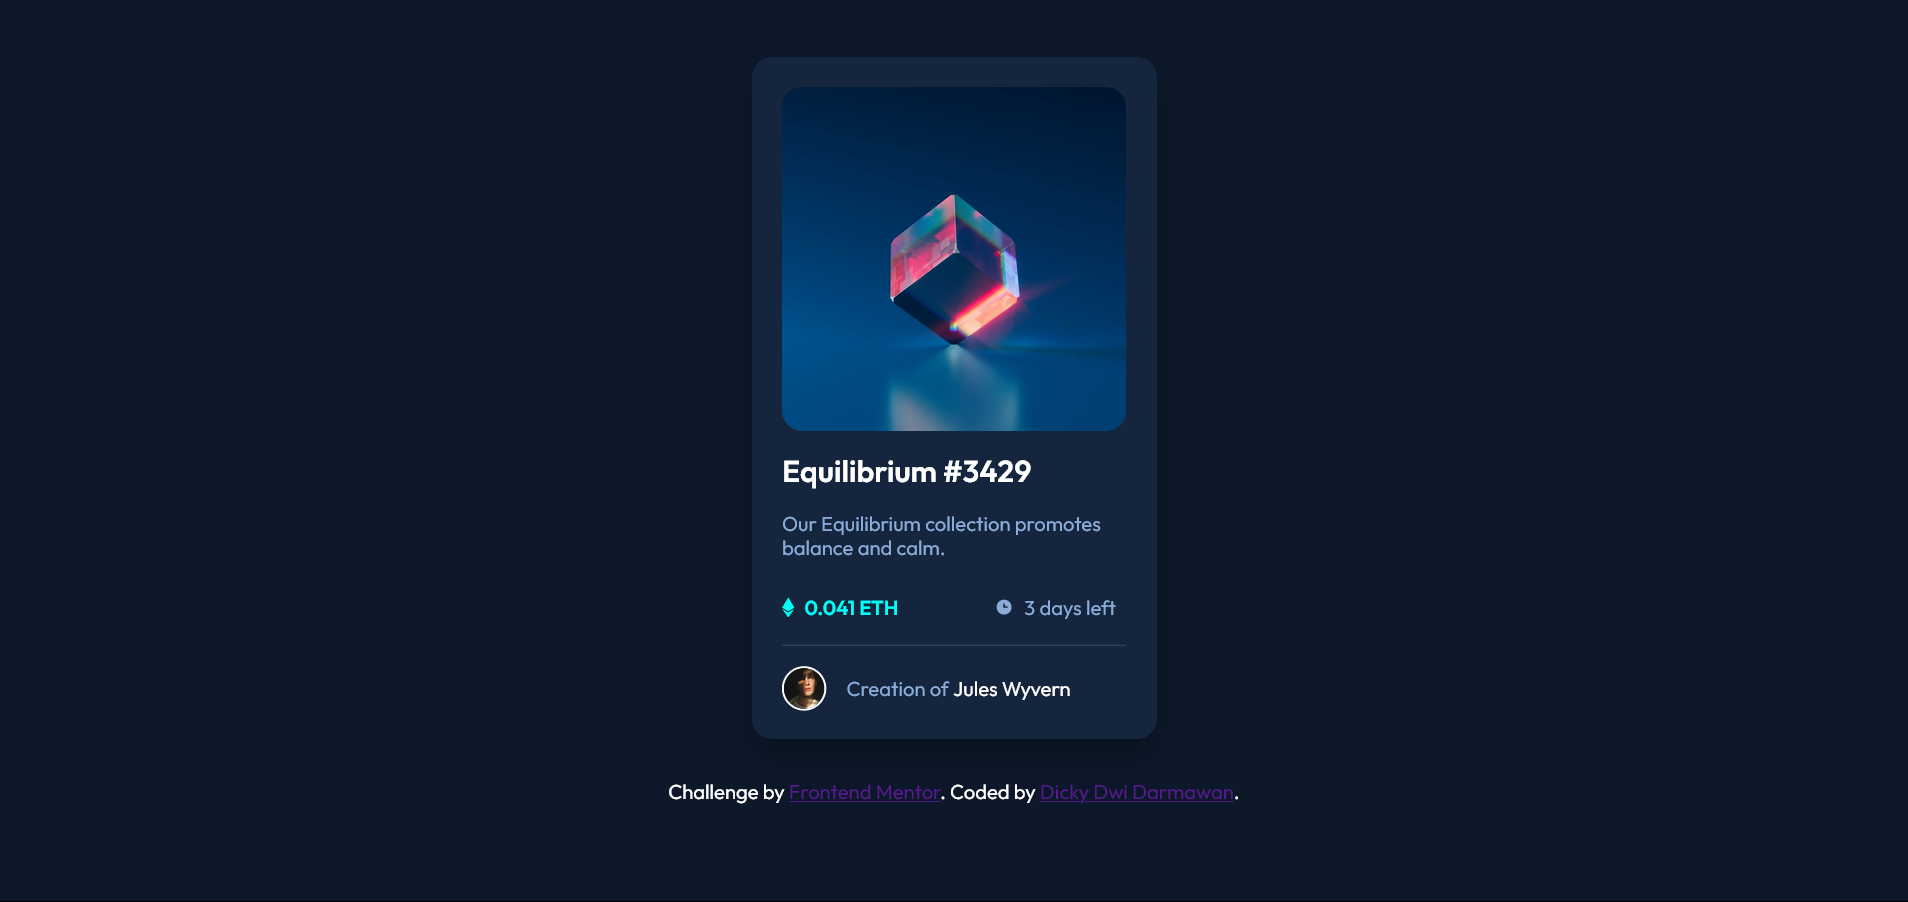 Equilibrium #3429
Our Equilibrium collection promotes
balance and calm.
0.041 ETH
3 days left
Creation of Jules Wyvern
Challenge by Frontend Mentor. Coded by Dicky Dwi Darmawan.